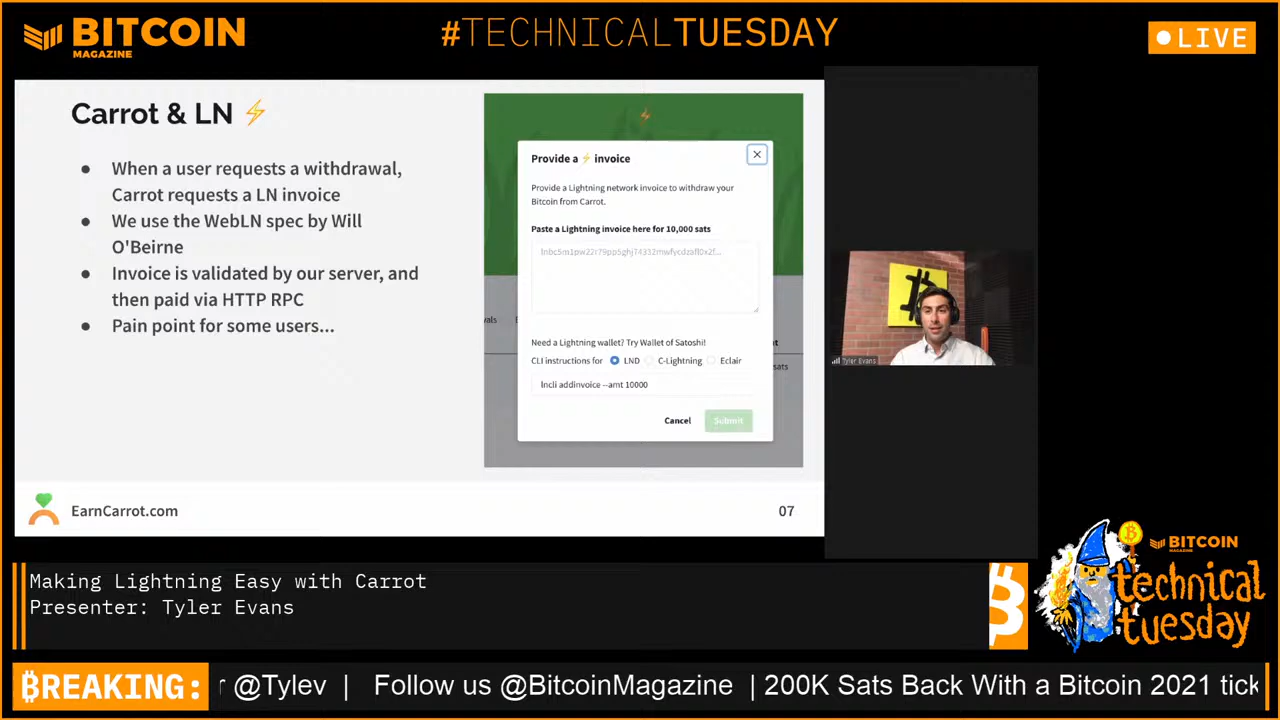 BITCOIN
MAGAZINE
#TECHNICALTUESDAY
LIVE
Carrot & LN ⚡
● When a user requests a withdrawal,
Carrot requests a LN invoice
● We use the WebLN spec by Will
O'Beirne
● Invoice is validated by our server, and
then paid via HTTP RPC
● Pain point for some users...
Provide a ⚡ invoice
Provide a Lightning network invoice to withdraw your
Bitcoin from Carrot.
Paste a Lightning invoice here for 10,000 sats
Need a Lightning wallet? Try Wallet of Satoshi!
CLI instructions for LND C-Lightning Eclair
lncli addinvoice --amt 10000
Cancel Submit
vals
sats
Tyler Evans
EarnCarrot.com
07
Making Lightning Easy with Carrot
Presenter: Tyler Evans
BITCOIN
MAGAZINE
technical
tuesday
₿REAKING:
@Tylev | Follow us @BitcoinMagazine | 200K Sats Back With a Bitcoin 2021 tick